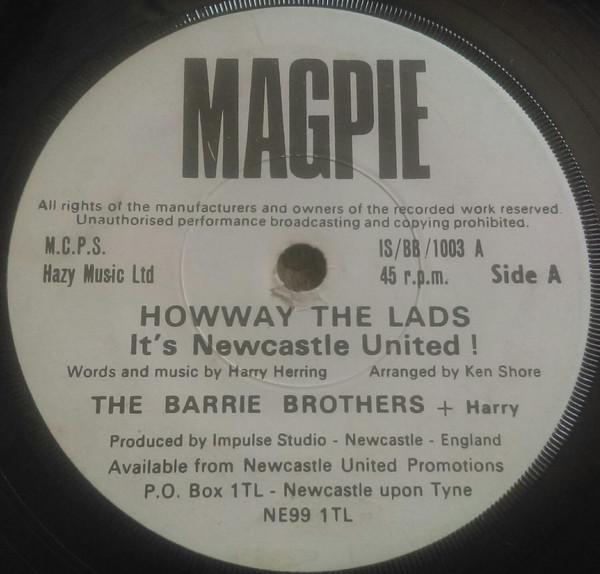 MAGPIE
All rights of the manufacturers and owners of the recorded work reserved.
Unauthorised performance broadcasting and copying prohibited.
M.C.P.S. IS/BB/1003 A
Hazy Music Ltd 45 r.p.m. Side A
HOWWAY THE LADS
It's Newcastle United !
Words and music by Harry Herring Arranged by Ken Shore
THE BARRIE BROTHERS + Harry
Produced by Impulse Studio - Newcastle - England
Available from Newcastle United Promotions
P.O. Box 1TL - Newcastle upon Tyne
NE99 1TL